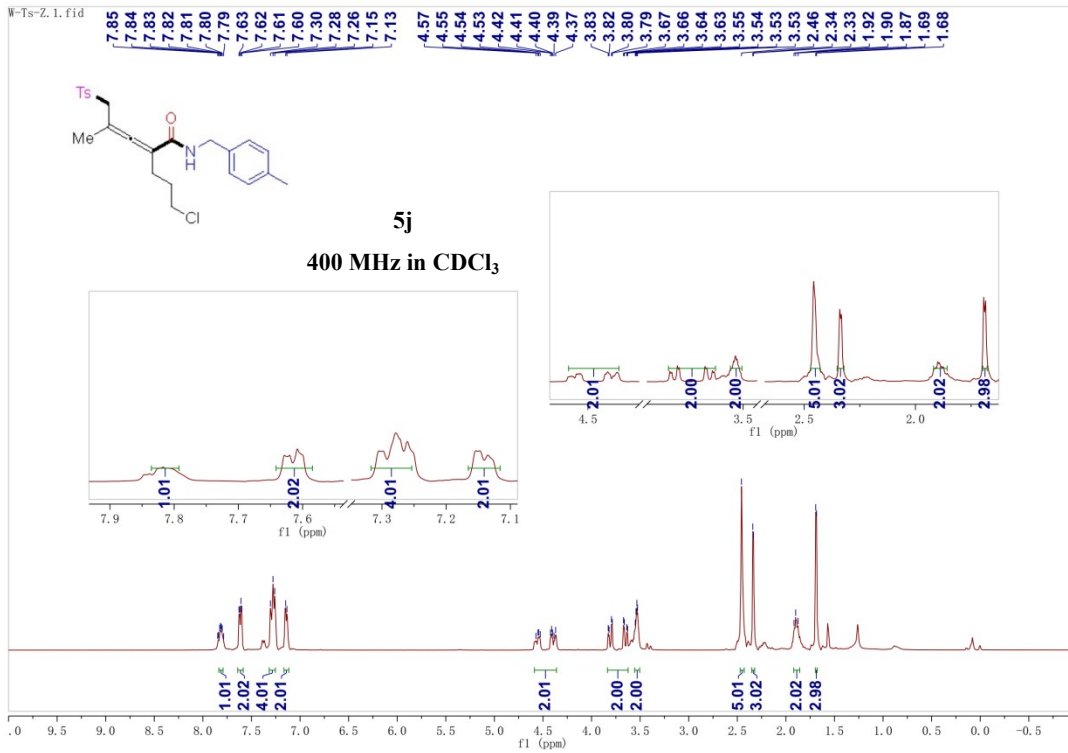 W-Ts-Z.1.fid
7.85 7.84 7.83 7.82 7.81 7.80 7.79 7.63 7.62 7.61 7.60 7.30 7.28 7.26 7.15 7.13 4.57 4.55 4.54 4.53 4.42 4.41 4.40 4.39 4.37 3.83 3.82 3.80 3.79 3.67 3.66 3.64 3.63 3.55 3.54 3.53 3.53 2.46 2.34 2.33 1.92 1.90 1.87 1.69 1.68
Ts
O
Me
N
H
Cl
5j
400 MHz in CDCl₃
2.01 2.00 2.00 5.01 3.02 2.02 2.98
4.5 3.5 2.5 2.0
f1 (ppm)
1.01 2.02 4.01 2.01
7.9 7.8 7.7 7.6 7.3 7.2 7.1
f1 (ppm)
1.01 2.02 4.01 2.01 2.01 2.00 2.00 5.01 3.02 2.02 2.98
.0 9.5 9.0 8.5 8.0 7.5 7.0 6.5 6.0 5.5 5.0 4.5 4.0 3.5 3.0 2.5 2.0 1.5 1.0 0.5 0.0 -0.5
f1 (ppm)